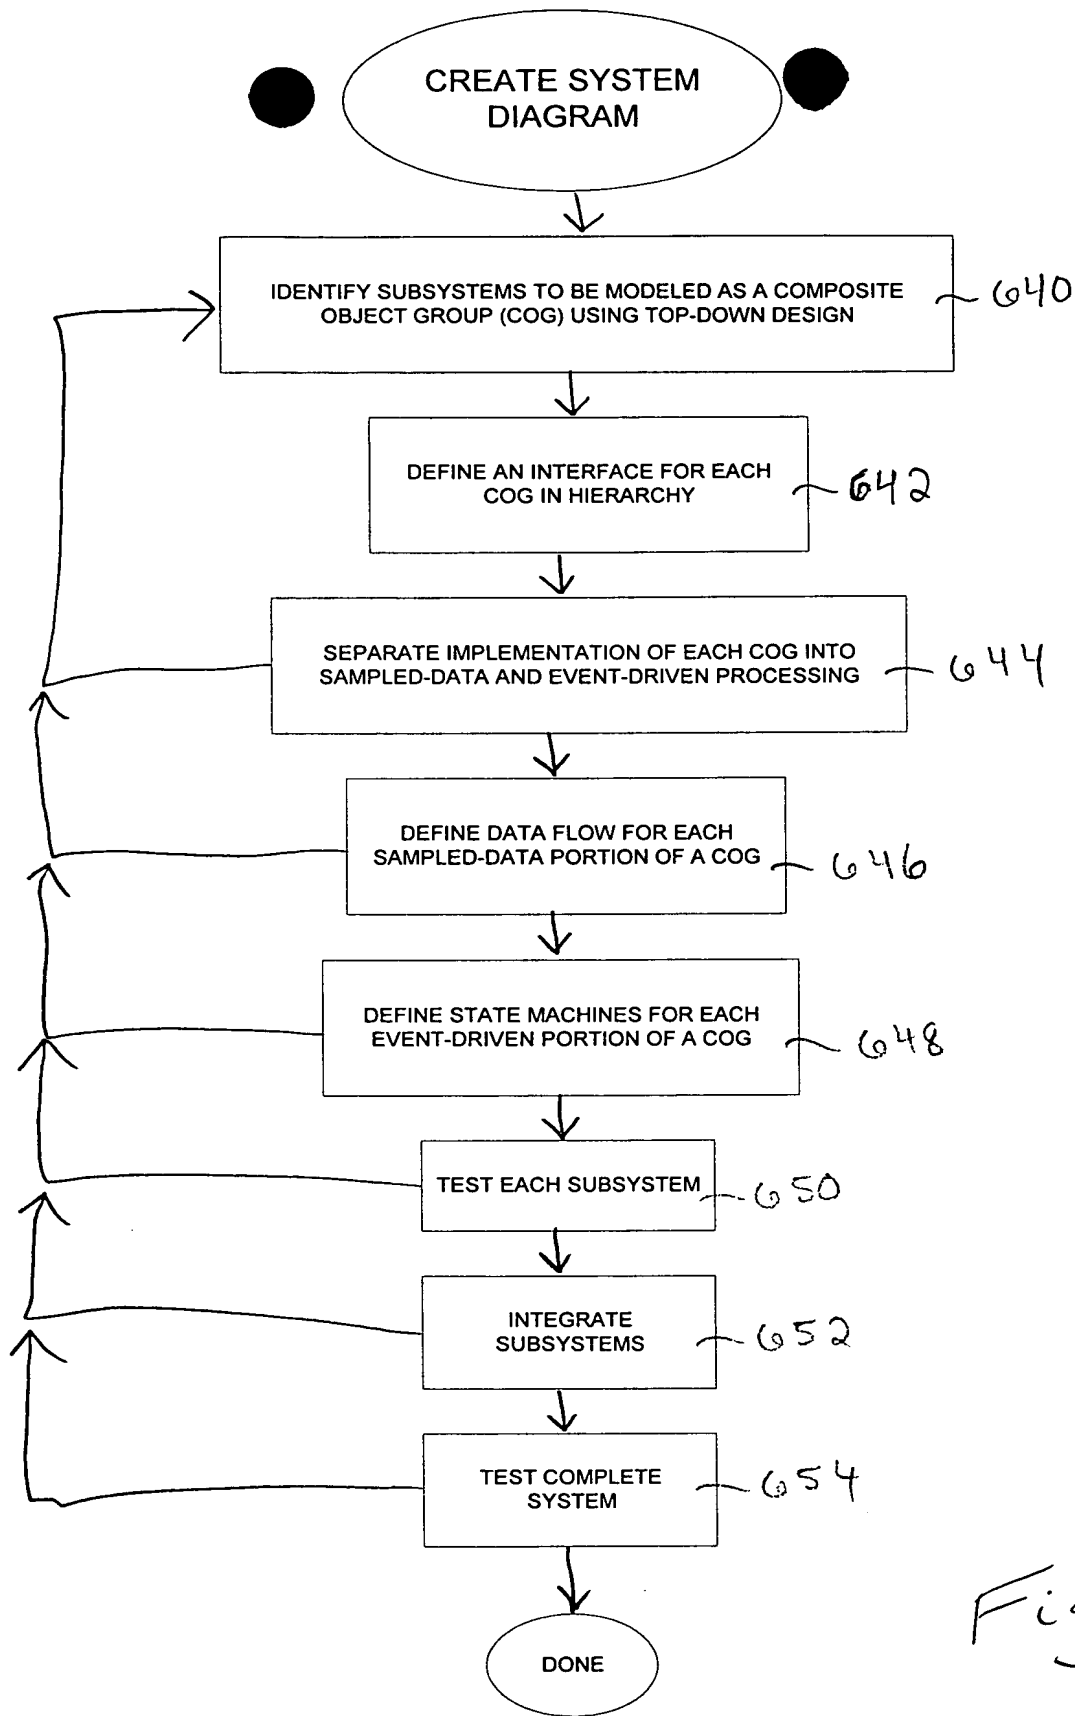 CREATE SYSTEM
DIAGRAM
IDENTIFY SUBSYSTEMS TO BE MODELED AS A COMPOSITE
OBJECT GROUP (COG) USING TOP-DOWN DESIGN
640
DEFINE AN INTERFACE FOR EACH
COG IN HIERARCHY
642
SEPARATE IMPLEMENTATION OF EACH COG INTO
SAMPLED-DATA AND EVENT-DRIVEN PROCESSING
644
DEFINE DATA FLOW FOR EACH
SAMPLED-DATA PORTION OF A COG
646
DEFINE STATE MACHINES FOR EACH
EVENT-DRIVEN PORTION OF A COG
648
TEST EACH SUBSYSTEM
650
INTEGRATE
SUBSYSTEMS
652
TEST COMPLETE
SYSTEM
654
DONE